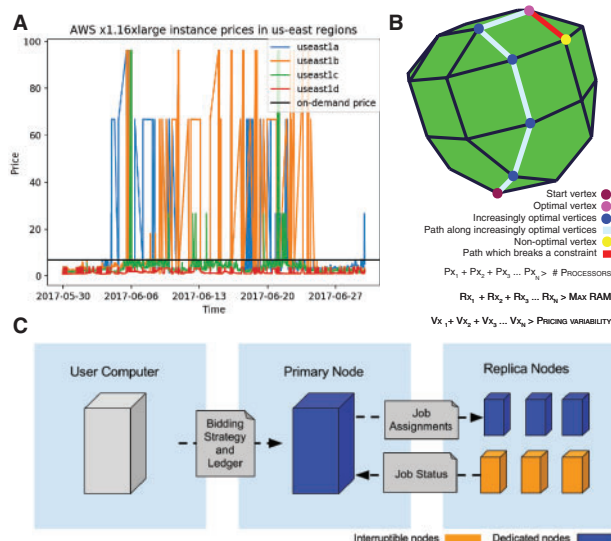 A
AWS x1.16xlarge instance prices in us-east regions
useast1a
useast1b
useast1c
useast1d
on-demand price
100
80
60
40
20
0
Price
2017-05-30 2017-06-06 2017-06-13 2017-06-20 2017-06-27
Time
B
Start vertex
Optimal vertex
Increasingly optimal vertices
Path along increasingly optimal vertices
Non-optimal vertex
Path which breaks a constraint
Px1 + Px2 + Px3 ... PxN > # PROCESSORS
Rx1 + Rx2 + Rx3 ... RxN > MAX RAM
Vx1 + Vx2 + Vx3 ... VxN > PRICING VARIABILITY
C
User Computer
Primary Node
Replica Nodes
Bidding
Strategy
and
Ledger
Job
Assignments
Job Status
Interruptible nodes
Dedicated nodes